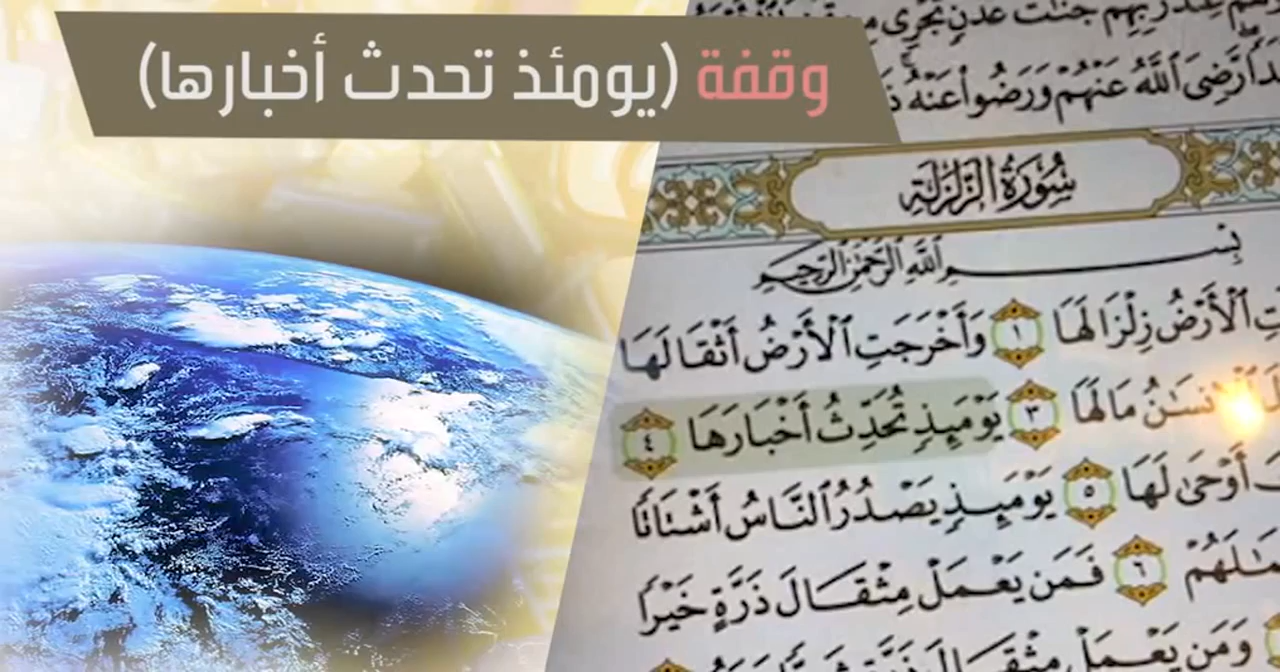 وقفة (يومئذ تحدث أخبارها)
رَّضِيَ ٱللَّهُ عَنْهُمْ وَرَضُوا۟ عَنْهُ
سُورَةُ الزَّلْزَلَةِ
بِسْمِ ٱللَّهِ ٱلرَّحْمَٰنِ ٱلرَّحِيمِ
ٱلْأَرْضُ زِلْزَالَهَا ١ وَأَخْرَجَتِ ٱلْأَرْضُ أَثْقَالَهَا
مَا لَهَا ٣ يَوْمَئِذٍ تُحَدِّثُ أَخْبَارَهَا ٤
أَوْحَىٰ لَهَا ٥ يَوْمَئِذٍ يَصْدُرُ ٱلنَّاسُ أَشْتَاتًا
٦ فَمَن يَعْمَلْ مِثْقَالَ ذَرَّةٍ خَيْرًا
وَمَن يَعْمَلْ مِثْقَالَ ذَرَّةٍ